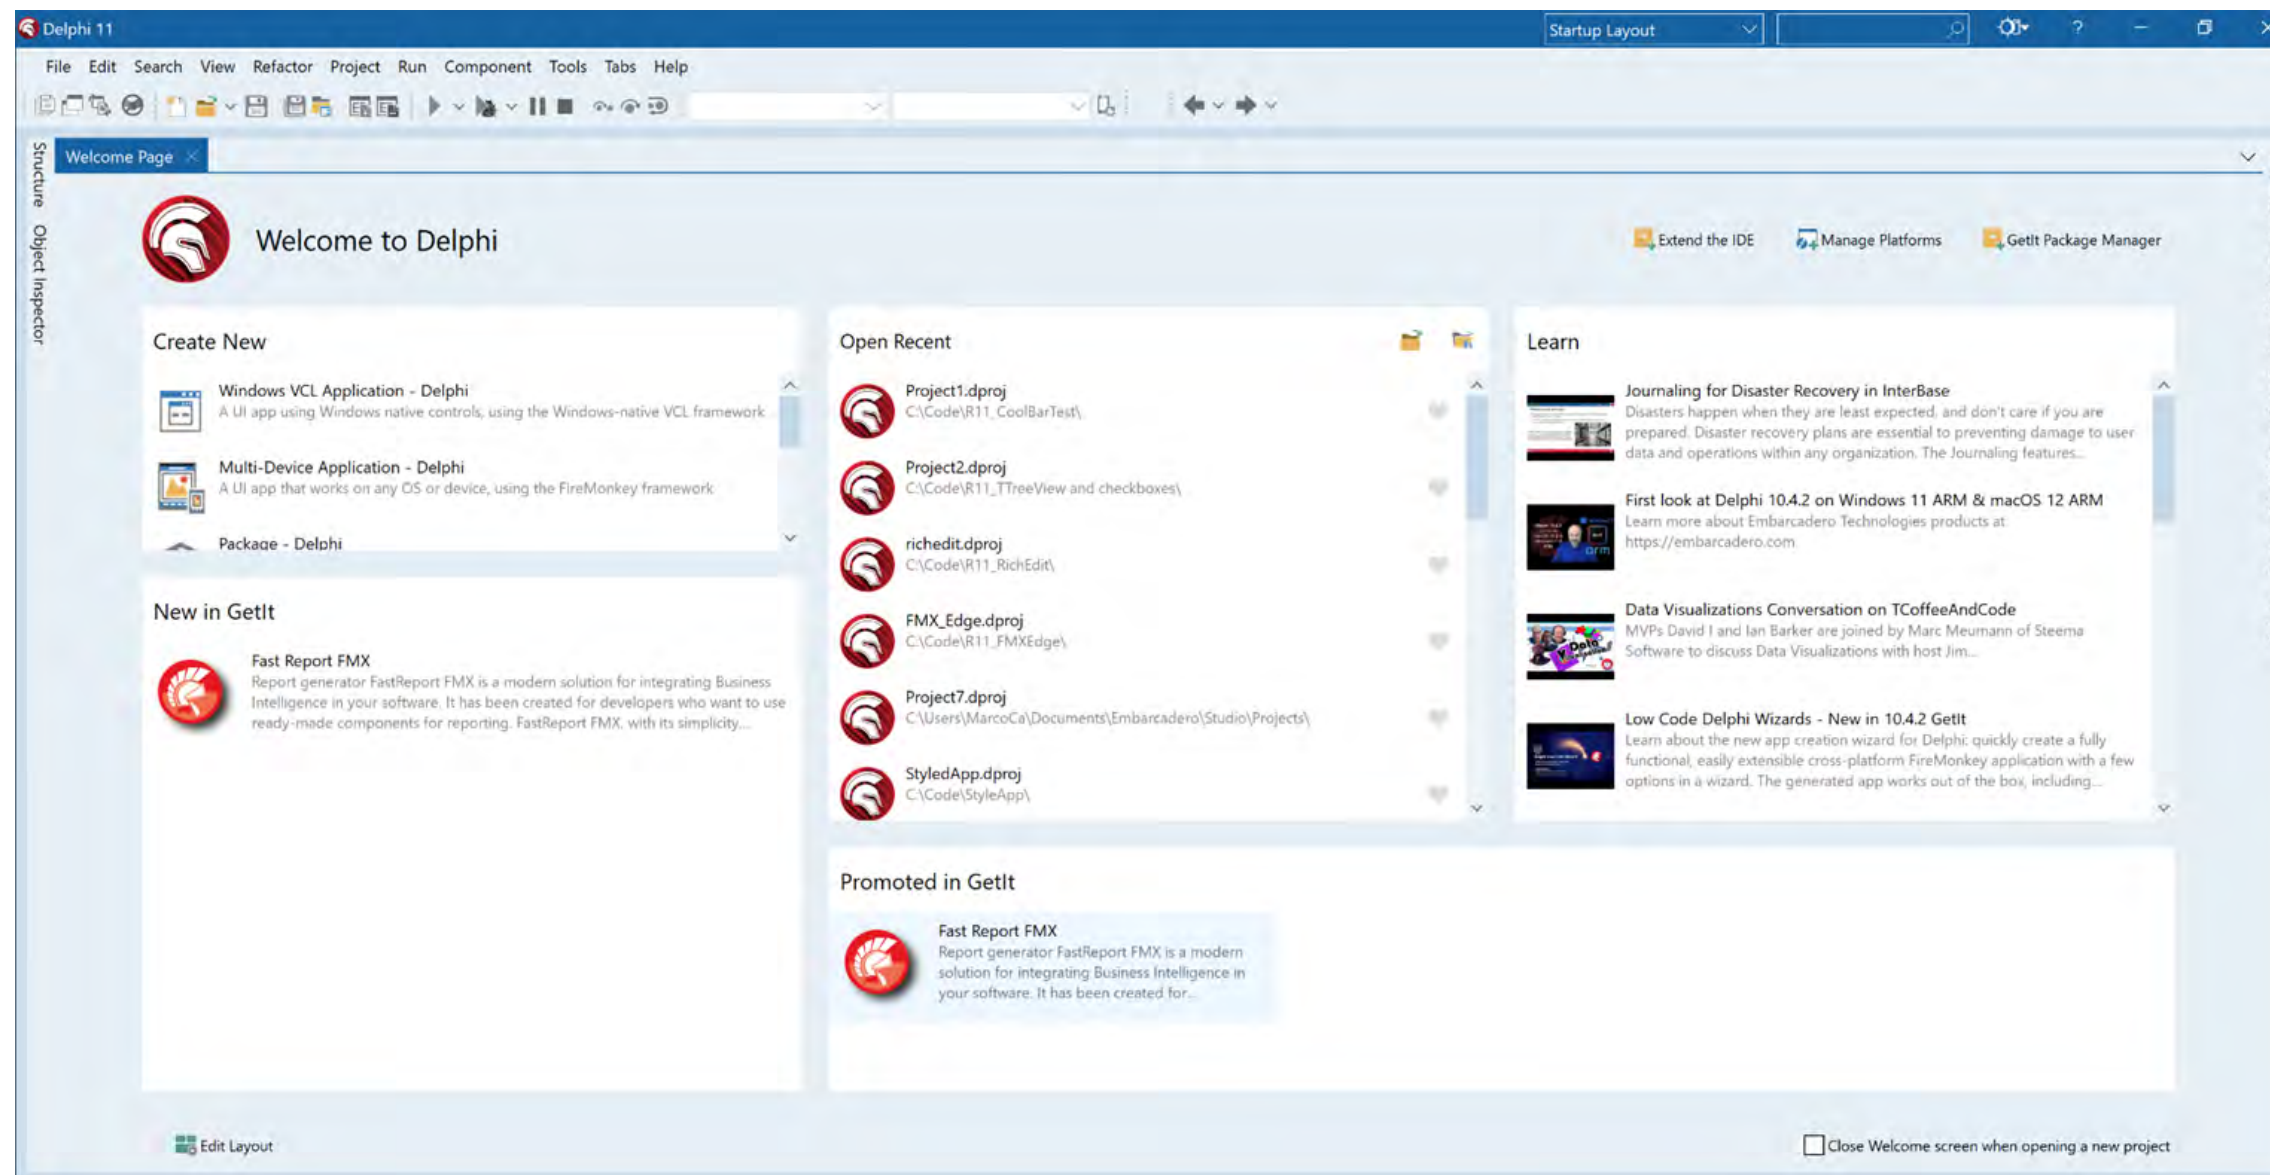 Delphi 11
Startup Layout
?
File Edit Search View Refactor Project Run Component Tools Tabs Help
Structure
Object Inspector
Welcome Page
Welcome to Delphi
Extend the IDE
Manage Platforms
GetIt Package Manager
Create New
Windows VCL Application - Delphi
A UI app using Windows native controls, using the Windows-native VCL framework
Multi-Device Application - Delphi
A UI app that works on any OS or device, using the FireMonkey framework
Package - Delphi
New in GetIt
Fast Report FMX
Report generator FastReport FMX is a modern solution for integrating Business
Intelligence in your software. It has been created for developers who want to use
ready-made components for reporting. FastReport FMX, with its simplicity...
Open Recent
Project1.dproj
C:\Code\R11_CoolBarTest\
Project2.dproj
C:\Code\R11_TTreeView and checkboxes\
richedit.dproj
C:\Code\R11_RichEdit\
FMX_Edge.dproj
C:\Code\R11_FMXEdge\
Project7.dproj
C:\Users\MarcoCa\Documents\Embarcadero\Studio\Projects\
StyledApp.dproj
C:\Code\StyleApp\
Learn
Journaling for Disaster Recovery in InterBase
Disasters happen when they are least expected, and don't care if you are
prepared. Disaster recovery plans are essential to preventing damage to user
data and operations within any organization. The Journaling features...
First look at Delphi 10.4.2 on Windows 11 ARM & macOS 12 ARM
Learn more about Embarcadero Technologies products at
https://embarcadero.com
arm
Data Visualizations Conversation on TCoffeeAndCode
MVPs David I and Ian Barker are joined by Marc Meumann of Steema
Software to discuss Data Visualizations with host Jim...
Data
Low Code Delphi Wizards - New in 10.4.2 GetIt
Learn about the new app creation wizard for Delphi: quickly create a fully
functional, easily extensible cross-platform FireMonkey application with a few
options in a wizard. The generated app works out of the box, including...
Promoted in GetIt
Fast Report FMX
Report generator FastReport FMX is a modern
solution for integrating Business Intelligence in
your software. It has been created for...
Edit Layout
Close Welcome screen when opening a new project